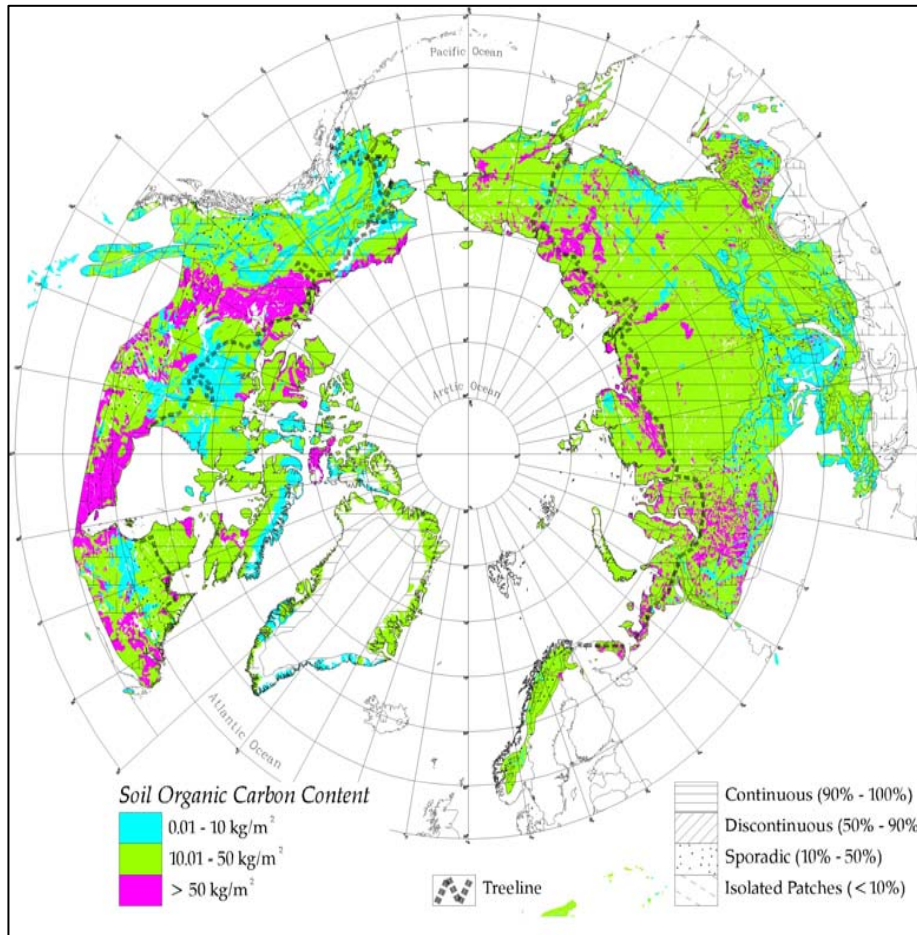 Pacific Ocean
Arctic Ocean
Atlantic Ocean
Soil Organic Carbon Content
0.01 - 10 kg/m²
10.01 - 50 kg/m²
> 50 kg/m²
Treeline
Continuous (90% - 100%)
Discontinuous (50% - 90%
Sporadic (10% - 50%)
Isolated Patches (<10%)